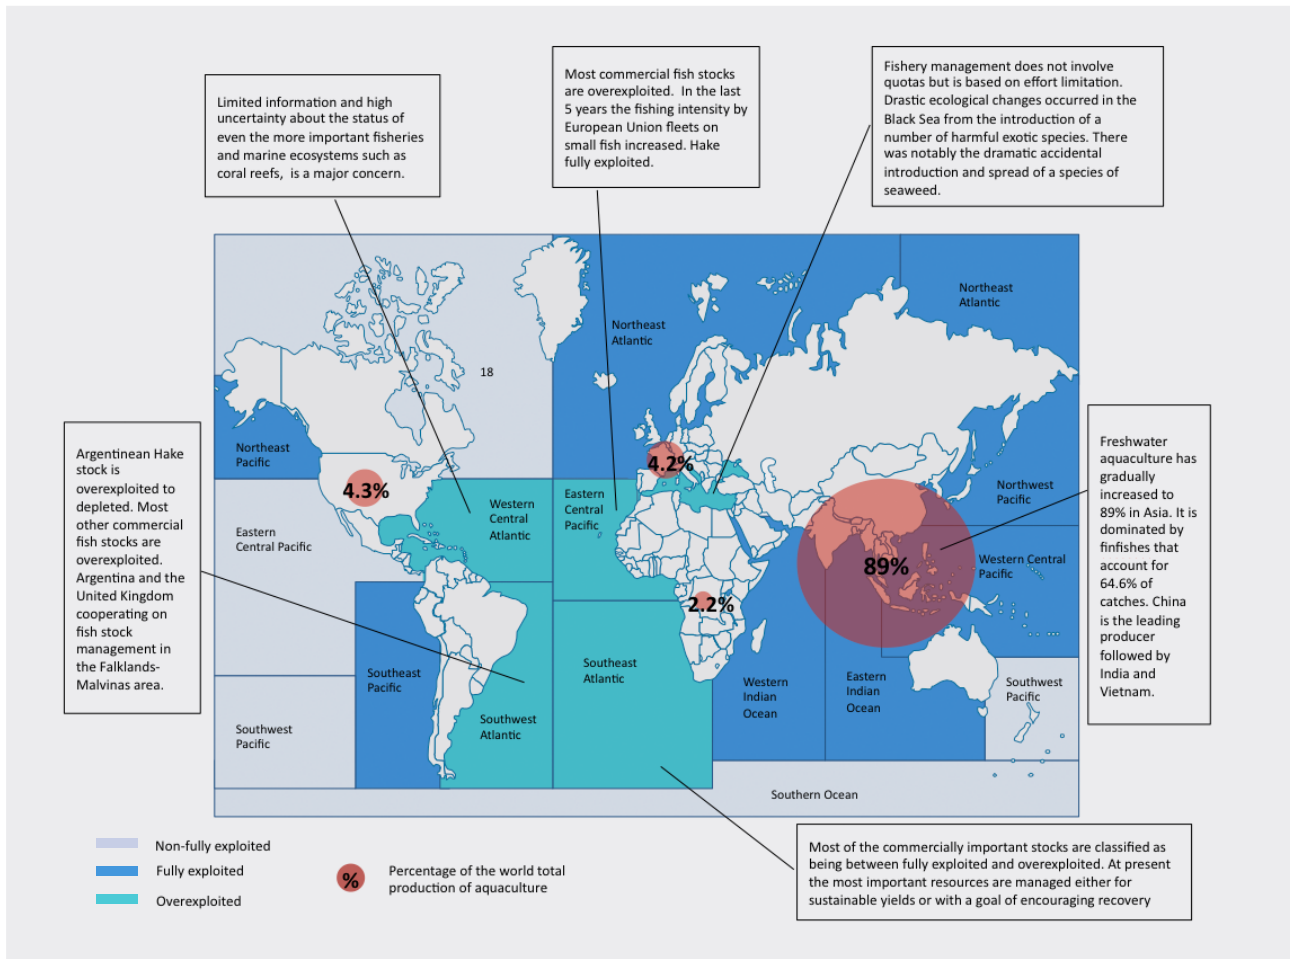 Limited information and high
uncertainty about the status of
even the more important fisheries
and marine ecosystems such as
coral reefs,  is a major concern.
Most commercial fish stocks
are overexploited.  In the last
5 years the fishing intensity by
European Union fleets on
small fish increased. Hake
fully exploited.
Fishery management does not involve
quotas but is based on effort limitation.
Drastic ecological changes occurred in the
Black Sea from the introduction of a
number of harmful exotic species. There
was notably the dramatic accidental
introduction and spread of a species of
seaweed.
Northeast
Atlantic
Northeast
Atlantic
18
Northeast
Pacific
4.3%
4.2%
Argentinean Hake
stock is
overexploited to
depleted. Most
other commercial
fish stocks are
overexploited.
Argentina and the
United Kingdom
cooperating on
fish stock
management in
the Falklands-
Malvinas area.
Freshwater
aquaculture has
gradually
increased to
89% in Asia. It is
dominated by
finfishes that
account for
64.6% of
catches. China
is the leading
producer
followed by
India and
Vietnam.
Eastern
Central Pacific
Western
Central
Atlantic
Eastern
Central
Pacific
Northwest
Pacific
Western Central
Pacific
89%
2.2%
Southeast
Pacific
Southeast
Atlantic
Western
Indian
Ocean
Eastern
Indian
Ocean
Southwest
Pacific
Southwest
Pacific
Southwest
Atlantic
Southern Ocean
Non-fully exploited
Fully exploited
Overexploited
%
Percentage of the world total
production of aquaculture
Most of the commercially important stocks are classified as
being between fully exploited and overexploited. At present
the most important resources are managed either for
sustainable yields or with a goal of encouraging recovery